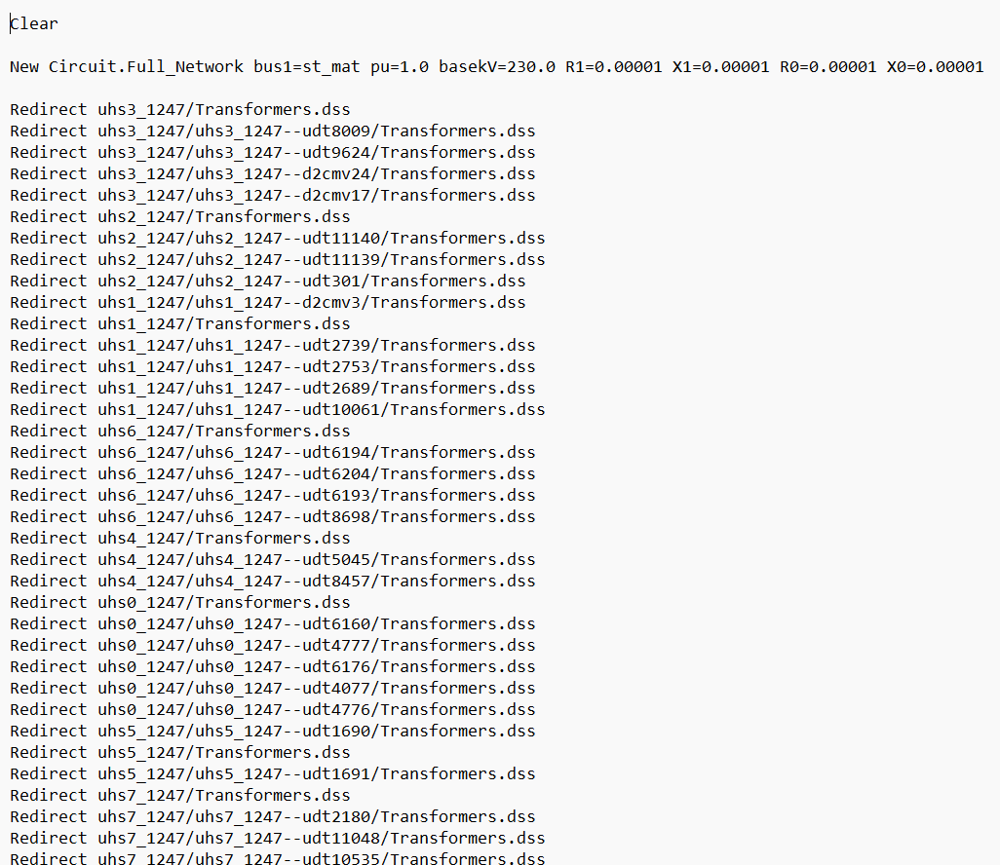 Clear
New Circuit.Full_Network bus1=st_mat pu=1.0 basekV=230.0 R1=0.00001 X1=0.00001 R0=0.00001 X0=0.00001
Redirect uhs3_1247/Transformers.dss
Redirect uhs3_1247/uhs3_1247--udt8009/Transformers.dss
Redirect uhs3_1247/uhs3_1247--udt9624/Transformers.dss
Redirect uhs3_1247/uhs3_1247--d2cmv24/Transformers.dss
Redirect uhs3_1247/uhs3_1247--d2cmv17/Transformers.dss
Redirect uhs2_1247/Transformers.dss
Redirect uhs2_1247/uhs2_1247--udt11140/Transformers.dss
Redirect uhs2_1247/uhs2_1247--udt11139/Transformers.dss
Redirect uhs2_1247/uhs2_1247--udt301/Transformers.dss
Redirect uhs1_1247/uhs1_1247--d2cmv3/Transformers.dss
Redirect uhs1_1247/Transformers.dss
Redirect uhs1_1247/uhs1_1247--udt2739/Transformers.dss
Redirect uhs1_1247/uhs1_1247--udt2753/Transformers.dss
Redirect uhs1_1247/uhs1_1247--udt2689/Transformers.dss
Redirect uhs1_1247/uhs1_1247--udt10061/Transformers.dss
Redirect uhs6_1247/Transformers.dss
Redirect uhs6_1247/uhs6_1247--udt6194/Transformers.dss
Redirect uhs6_1247/uhs6_1247--udt6204/Transformers.dss
Redirect uhs6_1247/uhs6_1247--udt6193/Transformers.dss
Redirect uhs6_1247/uhs6_1247--udt8698/Transformers.dss
Redirect uhs4_1247/Transformers.dss
Redirect uhs4_1247/uhs4_1247--udt5045/Transformers.dss
Redirect uhs4_1247/uhs4_1247--udt8457/Transformers.dss
Redirect uhs0_1247/Transformers.dss
Redirect uhs0_1247/uhs0_1247--udt6160/Transformers.dss
Redirect uhs0_1247/uhs0_1247--udt4777/Transformers.dss
Redirect uhs0_1247/uhs0_1247--udt6176/Transformers.dss
Redirect uhs0_1247/uhs0_1247--udt4077/Transformers.dss
Redirect uhs0_1247/uhs0_1247--udt4776/Transformers.dss
Redirect uhs5_1247/uhs5_1247--udt1690/Transformers.dss
Redirect uhs5_1247/Transformers.dss
Redirect uhs5_1247/uhs5_1247--udt1691/Transformers.dss
Redirect uhs7_1247/Transformers.dss
Redirect uhs7_1247/uhs7_1247--udt2180/Transformers.dss
Redirect uhs7_1247/uhs7_1247--udt11048/Transformers.dss
Redirect uhs7_1247/uhs7_1247--udt10535/Transformers.dss